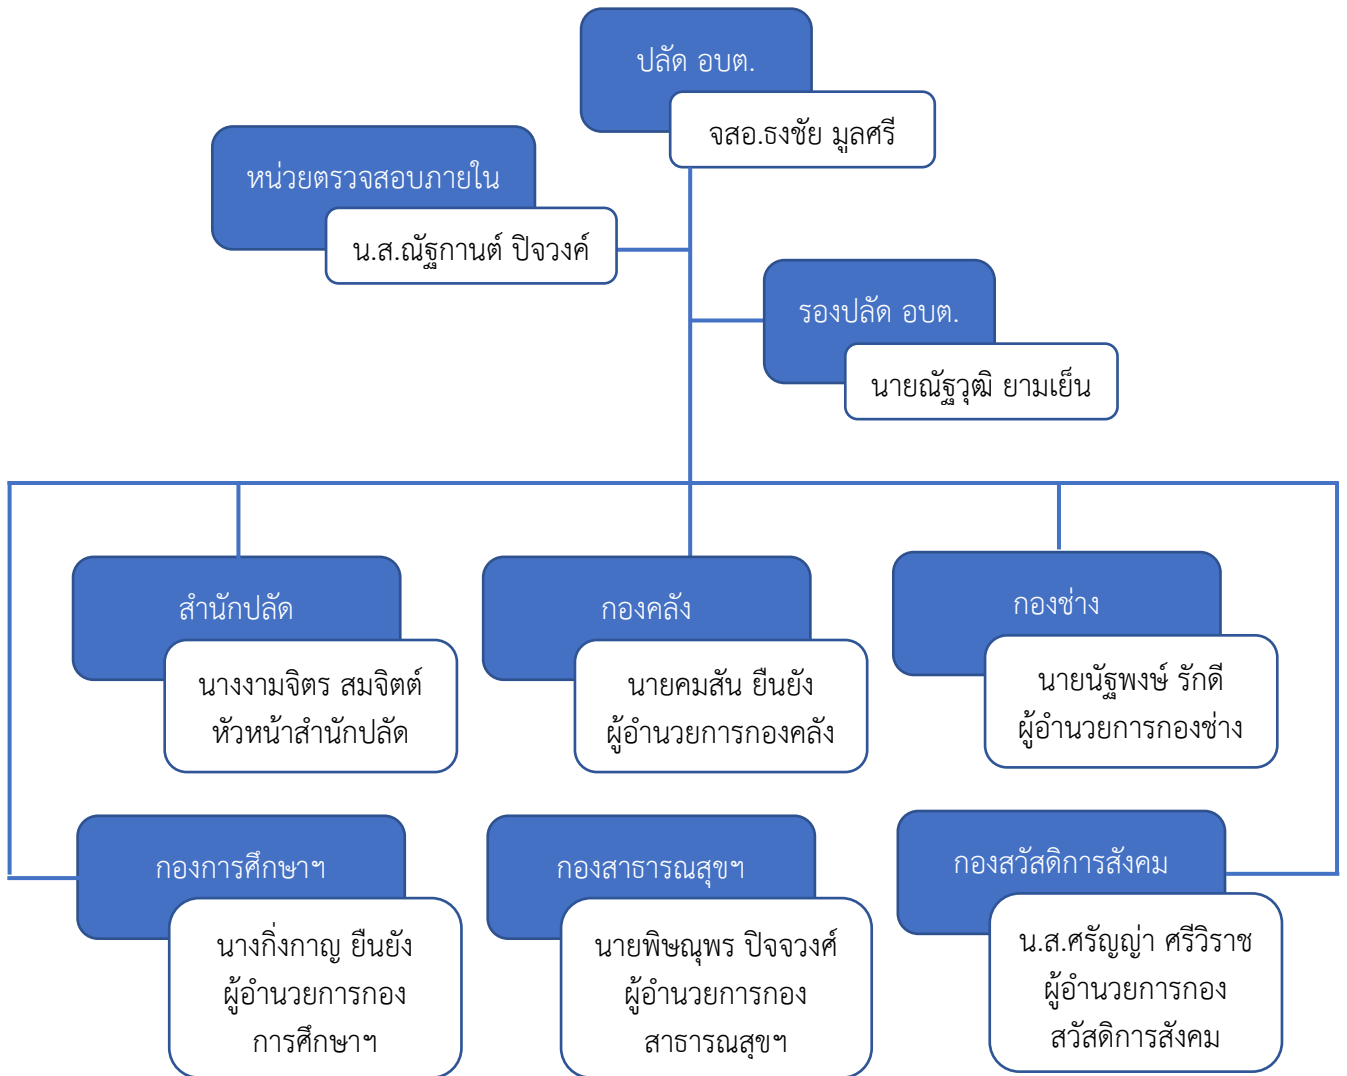 ปลัด อบต.
จสอ.ธงชัย มูลศรี
หน่วยตรวจสอบภายใน
น.ส.ณัฐกานต์ ปิจวงค์
รองปลัด อบต.
นายณัฐวุฒิ ยามเย็น
สำนักปลัด
นางงามจิตร สมจิตต์
หัวหน้าสำนักปลัด
กองคลัง
นายคมสัน ยืนยัง
ผู้อำนวยการกองคลัง
กองช่าง
นายนัฐพงษ์ รักดี
ผู้อำนวยการกองช่าง
กองการศึกษาฯ
นางกิ่งกาญ ยืนยัง
ผู้อำนวยการกอง
การศึกษาฯ
กองสาธารณสุขฯ
นายพิษณุพร ปิจจวงศ์
ผู้อำนวยการกอง
สาธารณสุขฯ
กองสวัสดิการสังคม
น.ส.ศรัญญ่า ศรีวิราช
ผู้อำนวยการกอง
สวัสดิการสังคม